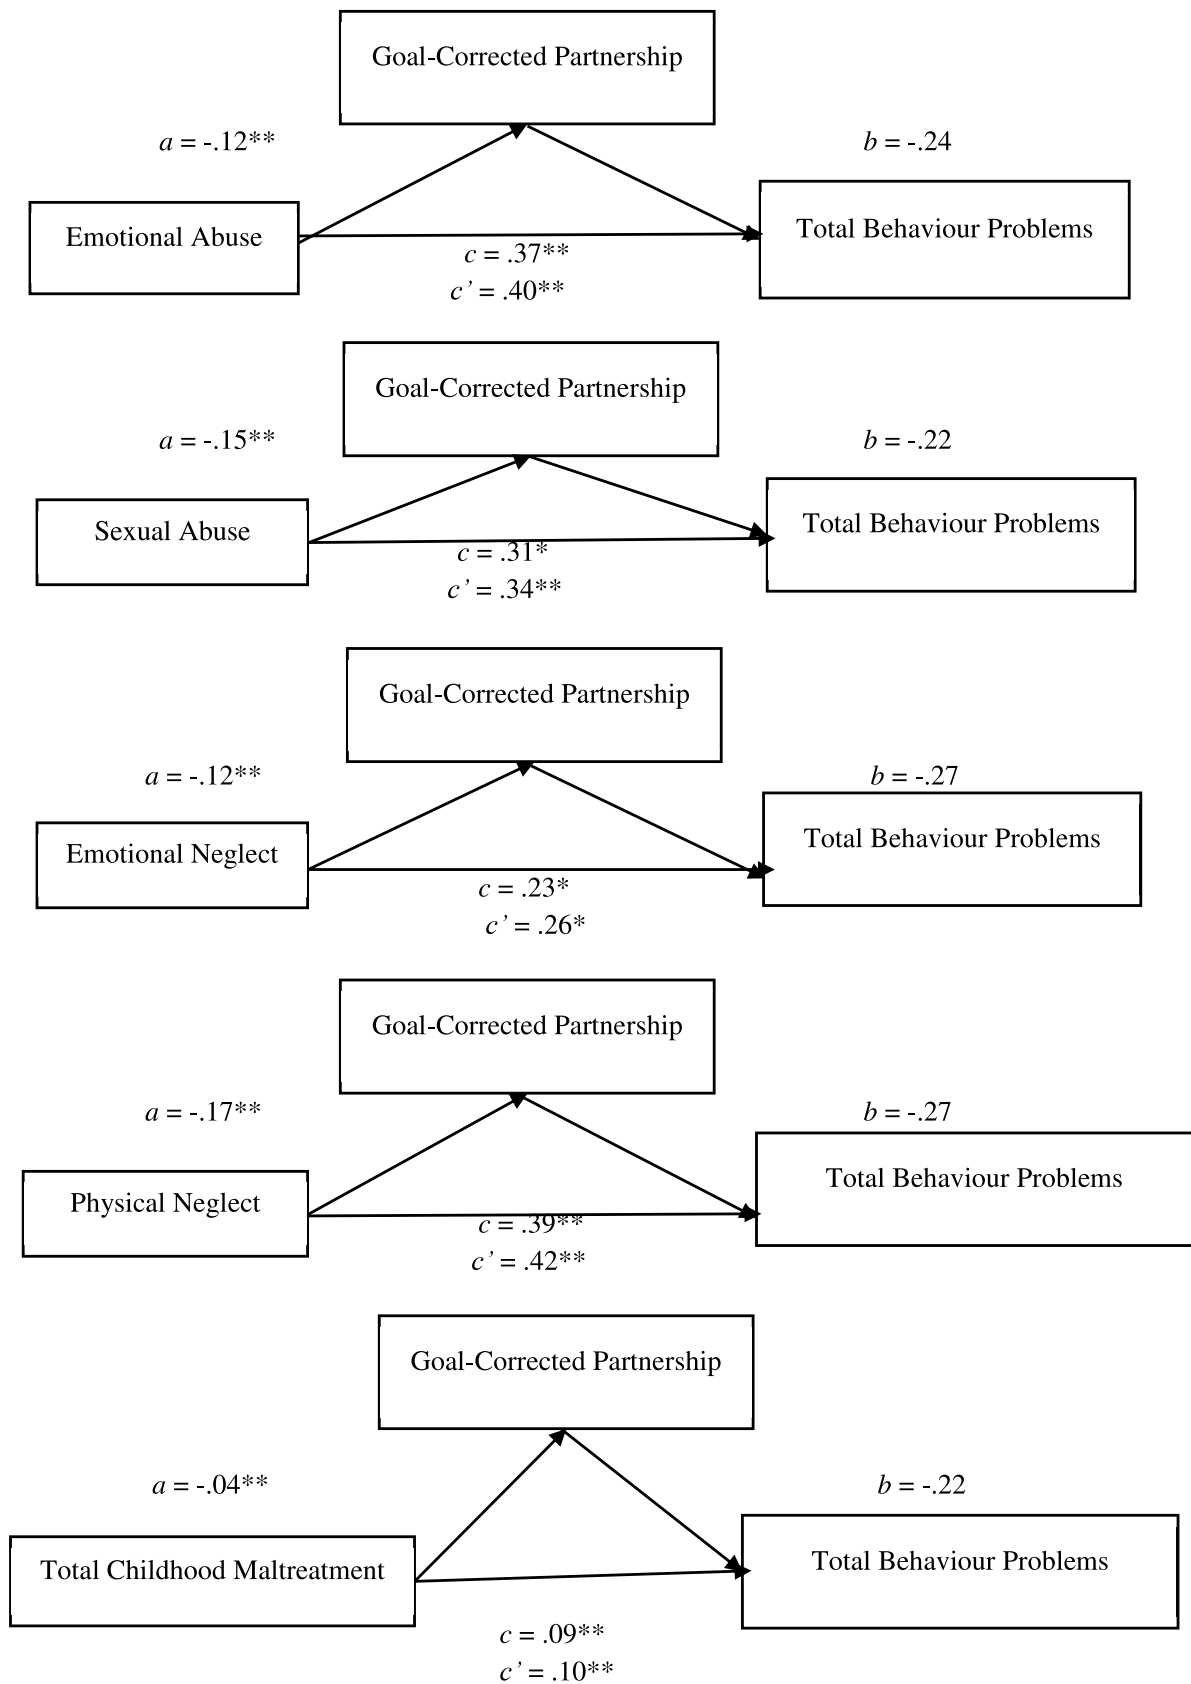 Goal-Corrected Partnership
a = -.12**
b = -.24
Emotional Abuse
Total Behaviour Problems
c = .37**
c’ = .40**
Goal-Corrected Partnership
a = -.15**
b = -.22
Sexual Abuse
Total Behaviour Problems
c = .31*
c’ = .34**
Goal-Corrected Partnership
a = -.12**
b = -.27
Emotional Neglect
Total Behaviour Problems
c = .23*
c’ = .26*
Goal-Corrected Partnership
a = -.17**
b = -.27
Physical Neglect
Total Behaviour Problems
c = .39**
c’ = .42**
Goal-Corrected Partnership
a = -.04**
b = -.22
Total Childhood Maltreatment
Total Behaviour Problems
c = .09**
c’ = .10**